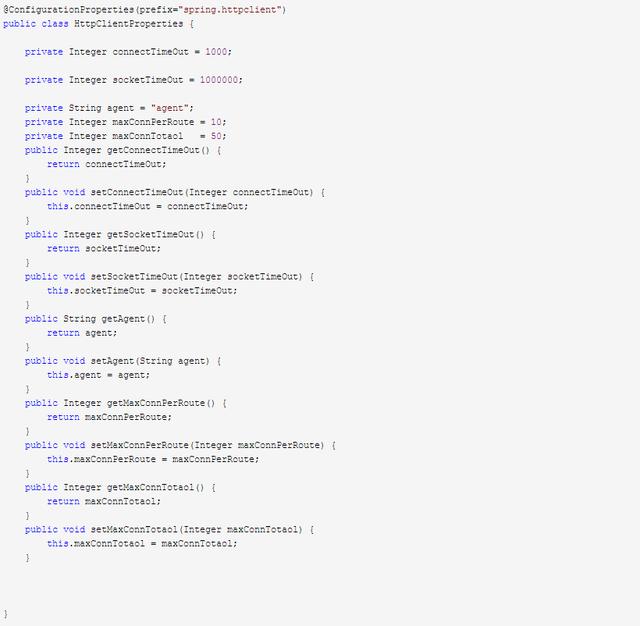 @ConfigurationProperties(prefix="spring.httpclient")
public class HttpClientProperties {
private Integer connectTimeOut = 1000;
private Integer socketTimeOut = 1000000;
private String agent = "agent";
private Integer maxConnPerRoute = 10;
private Integer maxConnTotaol   = 50;
public Integer getConnectTimeOut() {
return connectTimeOut;
}
public void setConnectTimeOut(Integer connectTimeOut) {
this.connectTimeOut = connectTimeOut;
}
public Integer getSocketTimeOut() {
return socketTimeOut;
}
public void setSocketTimeOut(Integer socketTimeOut) {
this.socketTimeOut = socketTimeOut;
}
public String getAgent() {
return agent;
}
public void setAgent(String agent) {
this.agent = agent;
}
public Integer getMaxConnPerRoute() {
return maxConnPerRoute;
}
public void setMaxConnPerRoute(Integer maxConnPerRoute) {
this.maxConnPerRoute = maxConnPerRoute;
}
public Integer getMaxConnTotaol() {
return maxConnTotaol;
}
public void setMaxConnTotaol(Integer maxConnTotaol) {
this.maxConnTotaol = maxConnTotaol;
}
}